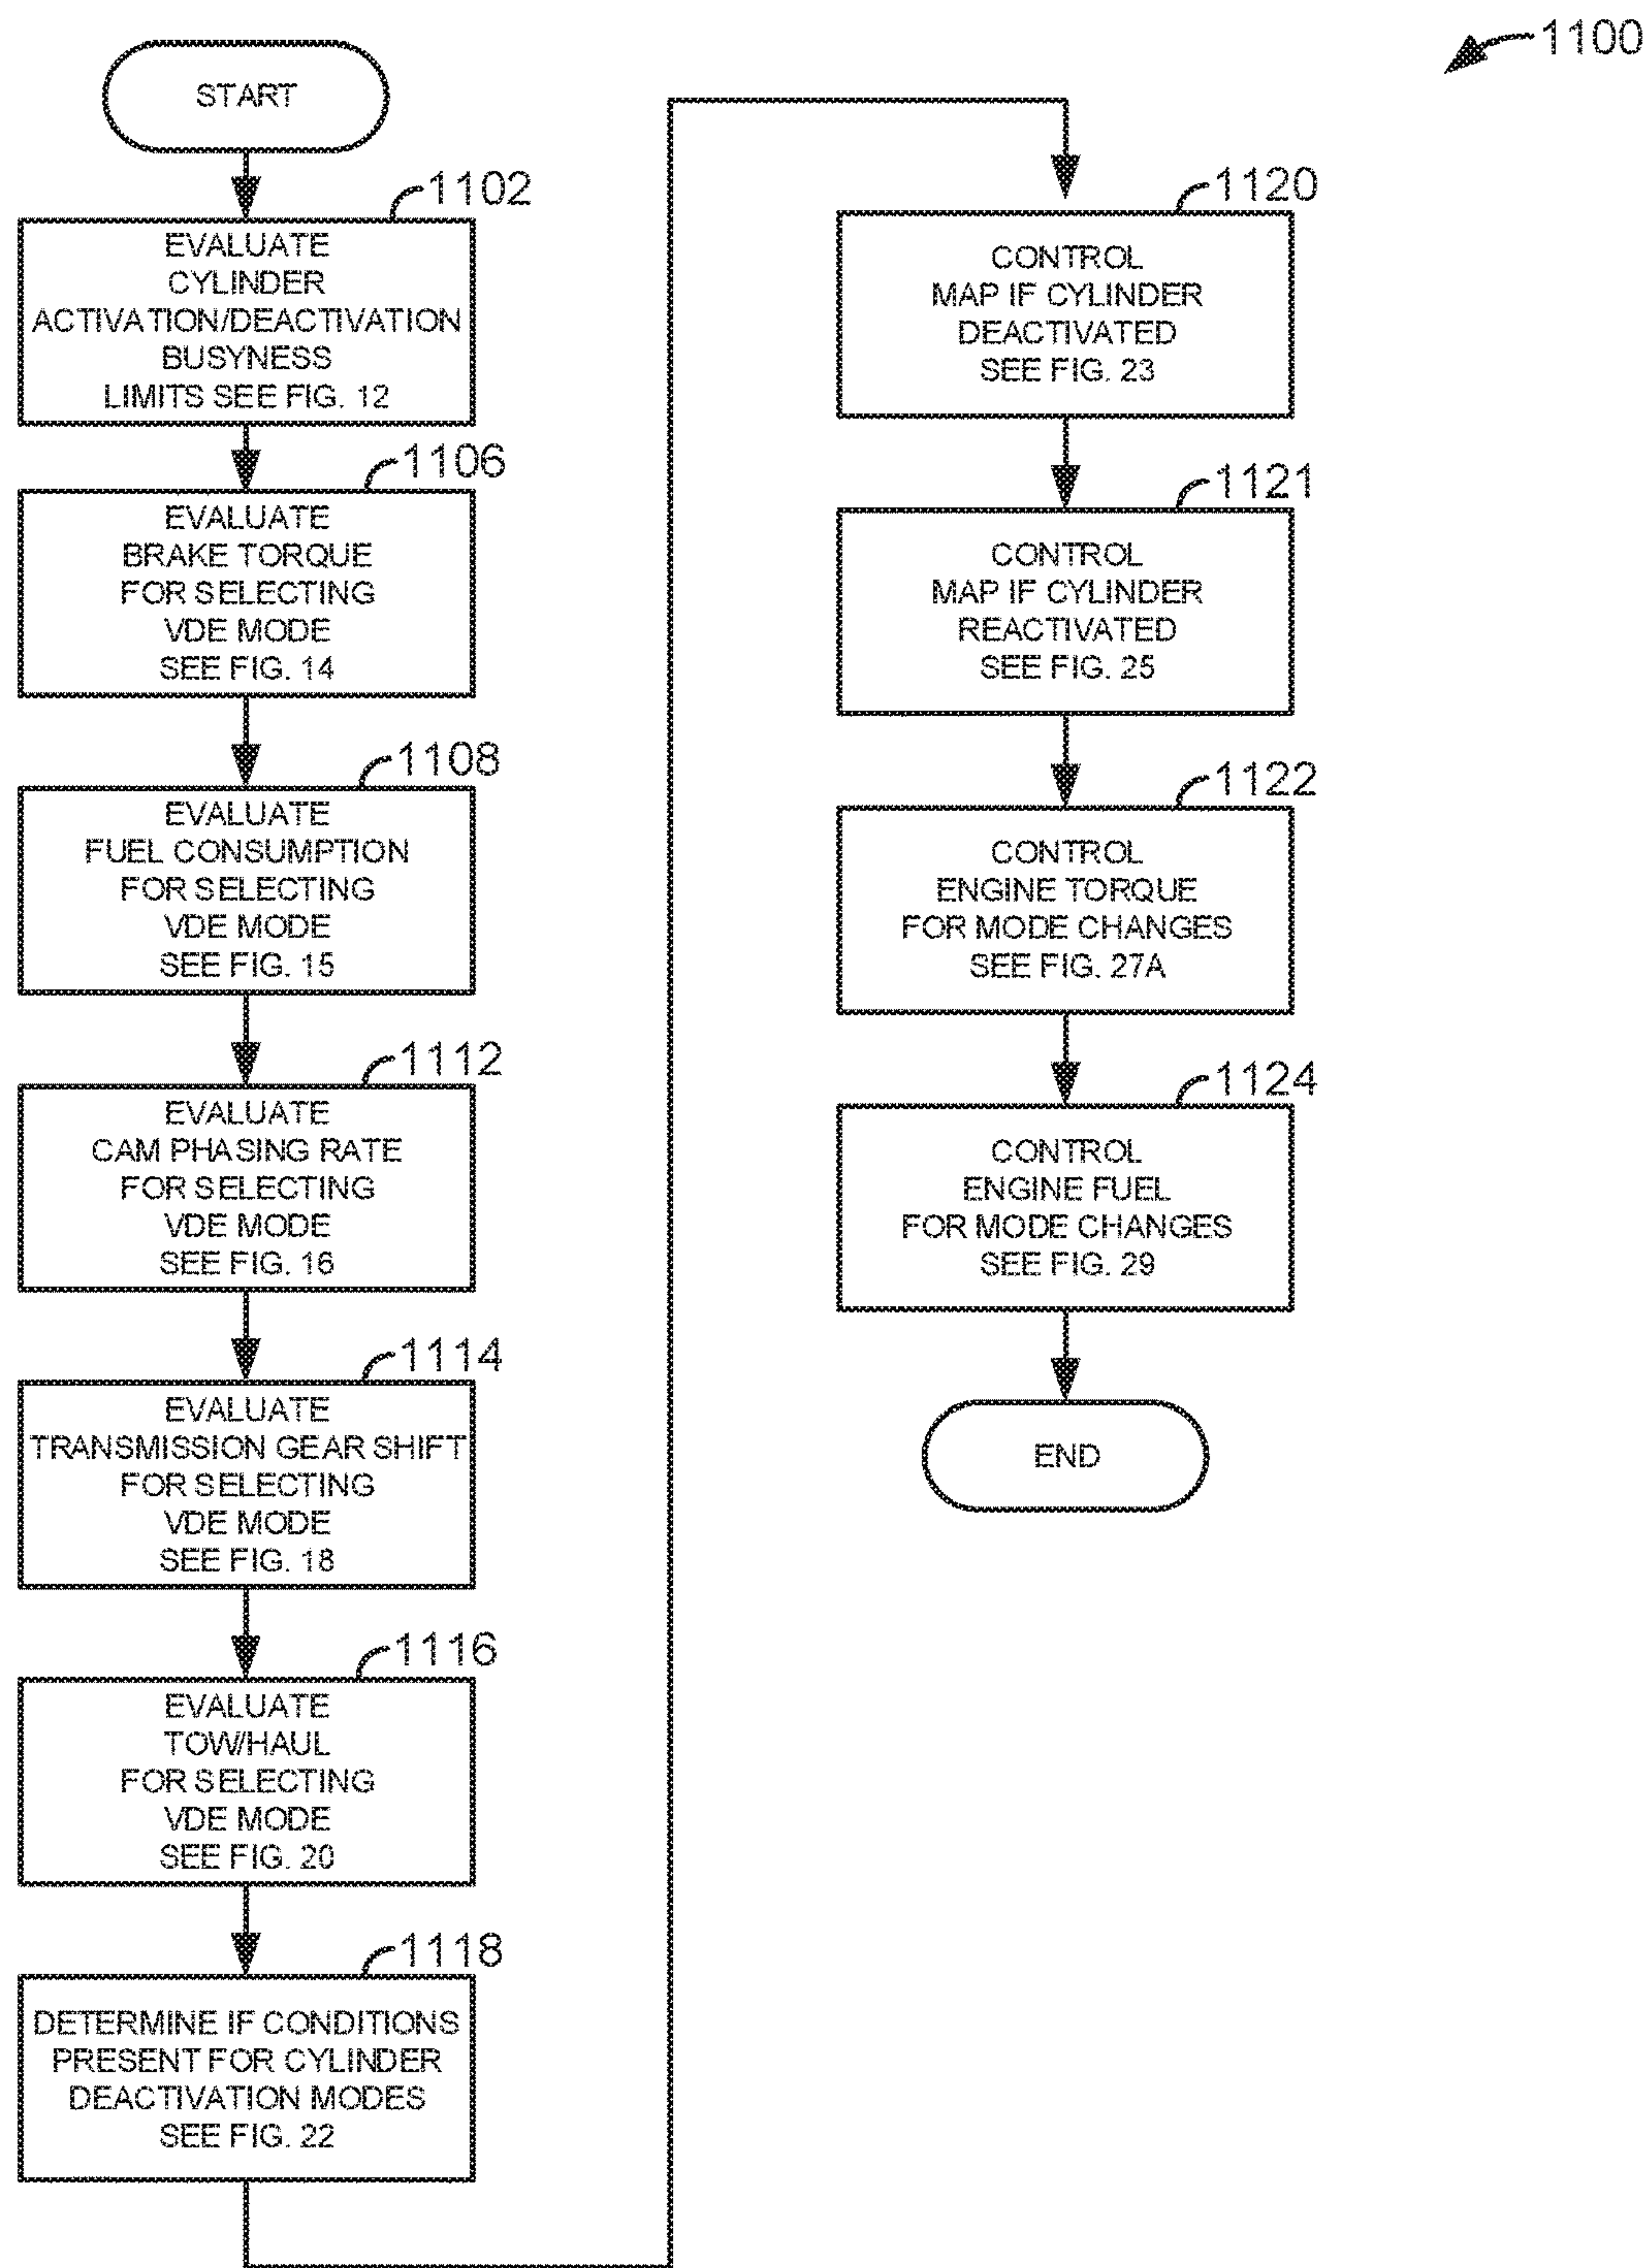 1100
START
1102
EVALUATE
CYLINDER
ACTIVATION/DEACTIVATION
BUSYNESS
LIMITS SEE FIG. 12
1106
EVALUATE
BRAKE TORQUE
FOR SELECTING
VDE MODE
SEE FIG. 14
1108
EVALUATE
FUEL CONSUMPTION
FOR SELECTING
VDE MODE
SEE FIG. 15
1112
EVALUATE
CAM PHASING RATE
FOR SELECTING
VDE MODE
SEE FIG. 16
1114
EVALUATE
TRANSMISSION GEAR SHIFT
FOR SELECTING
VDE MODE
SEE FIG. 18
1116
EVALUATE
TOW/HAUL
FOR SELECTING
VDE MODE
SEE FIG. 20
1118
DETERMINE IF CONDITIONS
PRESENT FOR CYLINDER
DEACTIVATION MODES
SEE FIG. 22
1120
CONTROL
MAP IF CYLINDER
DEACTIVATED
SEE FIG. 23
1121
CONTROL
MAP IF CYLINDER
REACTIVATED
SEE FIG. 25
1122
CONTROL
ENGINE TORQUE
FOR MODE CHANGES
SEE FIG. 27A
1124
CONTROL
ENGINE FUEL
FOR MODE CHANGES
SEE FIG. 29
END